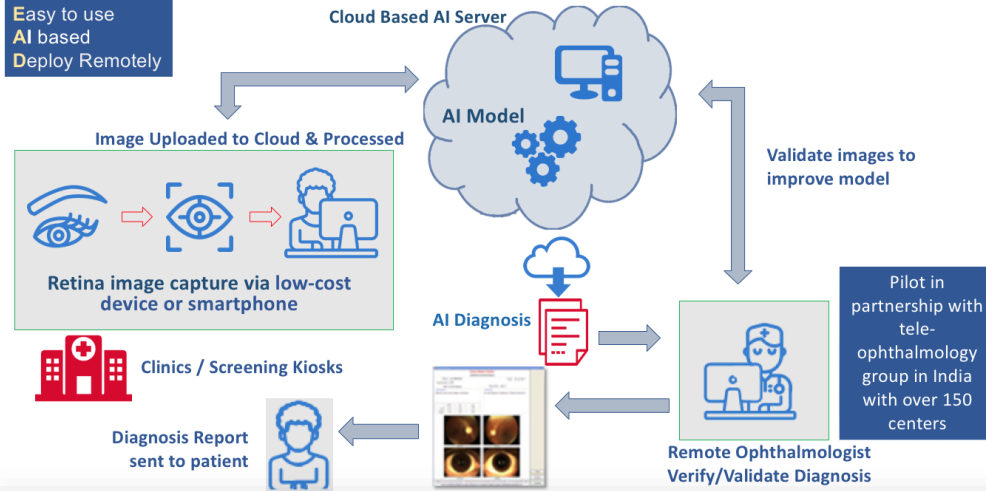 Easy to use
AI based
Deploy Remotely
Cloud Based AI Server
AI Model
Image Uploaded to Cloud & Processed
Retina image capture via low-cost
device or smartphone
Clinics / Screening Kiosks
Validate images to
improve model
AI Diagnosis
Pilot in
partnership with
tele-
ophthalmology
group in India
with over 150
centers
Remote Ophthalmologist
Verify/Validate Diagnosis
Diagnosis Report
sent to patient